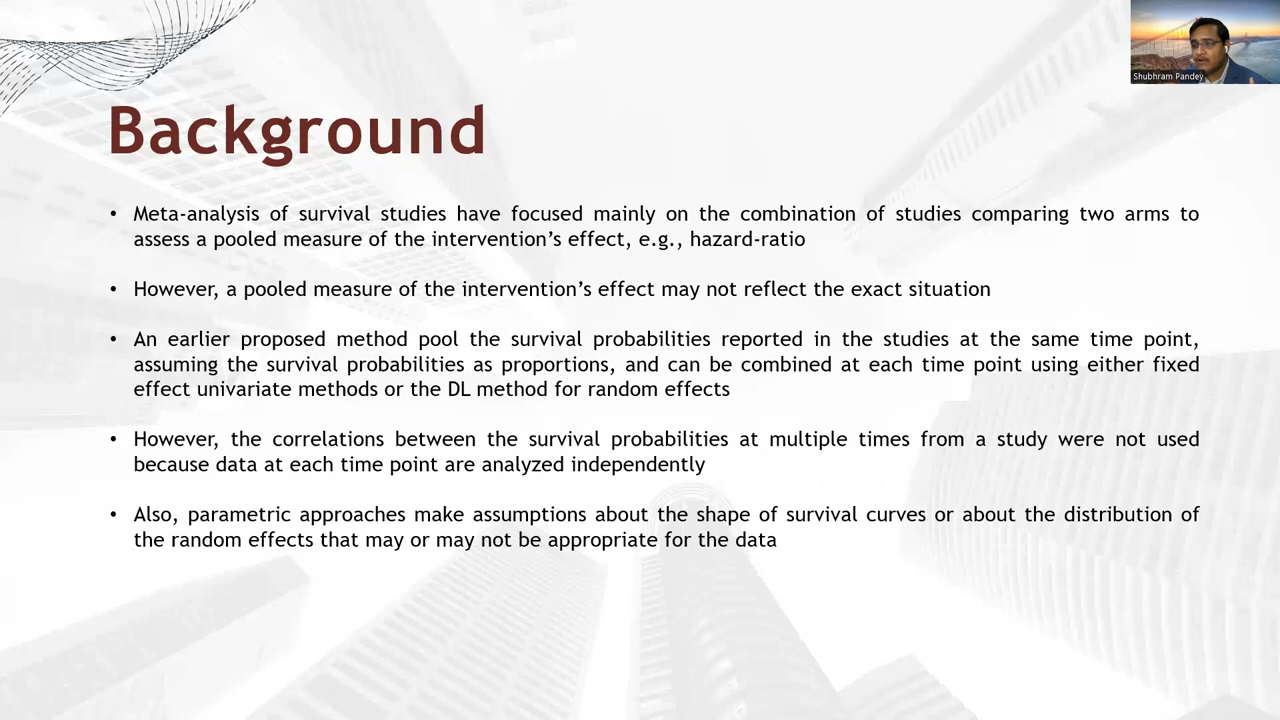 Shubhram Pandey
Background
• Meta-analysis of survival studies have focused mainly on the combination of studies comparing two arms to
assess a pooled measure of the intervention’s effect, e.g., hazard-ratio
• However, a pooled measure of the intervention’s effect may not reflect the exact situation
• An earlier proposed method pool the survival probabilities reported in the studies at the same time point,
assuming the survival probabilities as proportions, and can be combined at each time point using either fixed
effect univariate methods or the DL method for random effects
• However, the correlations between the survival probabilities at multiple times from a study were not used
because data at each time point are analyzed independently
• Also, parametric approaches make assumptions about the shape of survival curves or about the distribution of
the random effects that may or may not be appropriate for the data